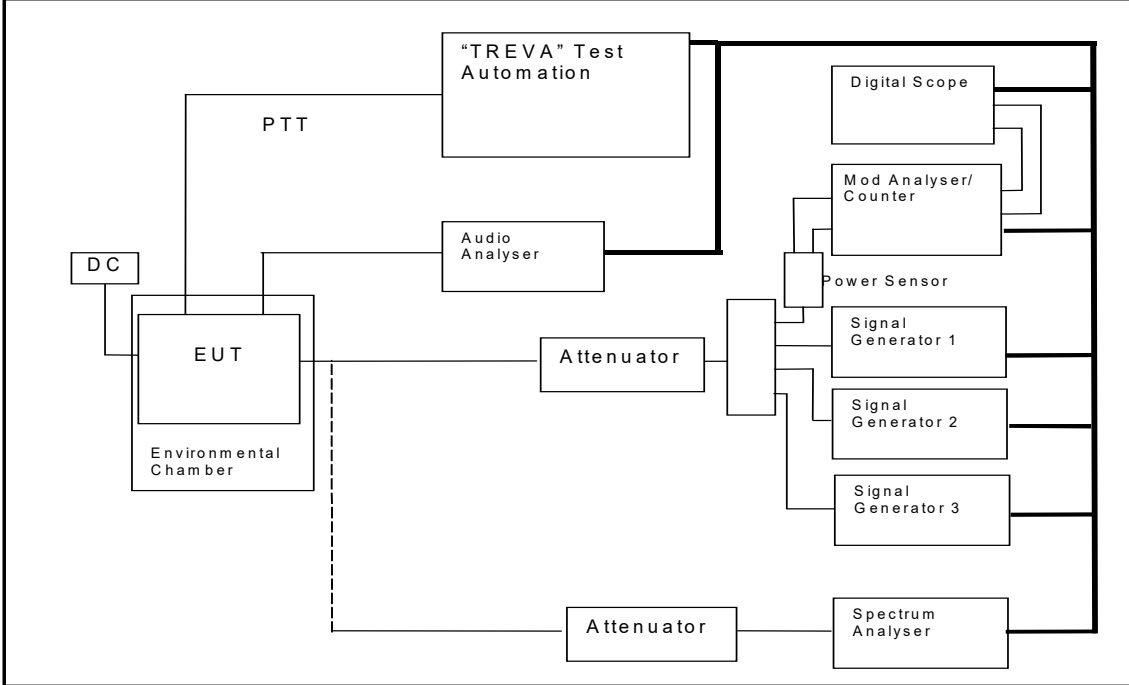 “TREVA” Test
Automation
Digital Scope
PTT
Mod Analyser/
Counter
Audio
Analyser
DC
Power Sensor
Signal
Generator 1
EUT
Attenuator
Signal
Generator 2
Environmental
Chamber
Signal
Generator 3
Attenuator
Spectrum
Analyser